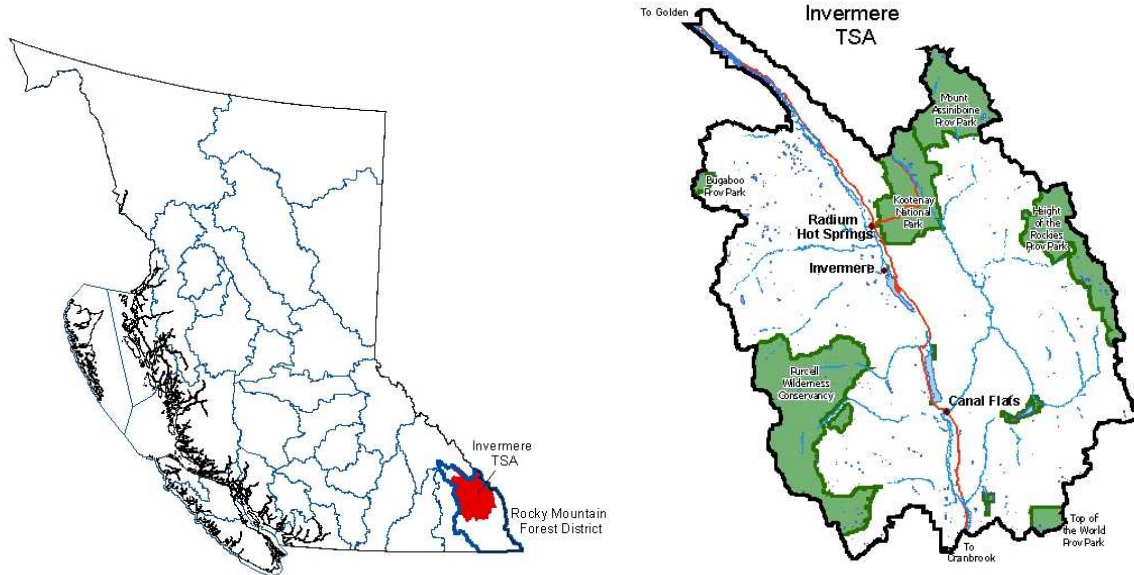 Invermere
TSA
Rocky Mountain
Forest District
To Golden
Invermere
TSA
Mount
Assiniboine
Prov Park
Bugaboo
Prov Park
Kootenay
National
Park
Height
of the
Rockies
Prov Park
Radium
Hot Springs
Invermere
Purcell
Wilderness
Conservancy
Canal Flats
Top of
the World
Prov Park
To
Cranbrook